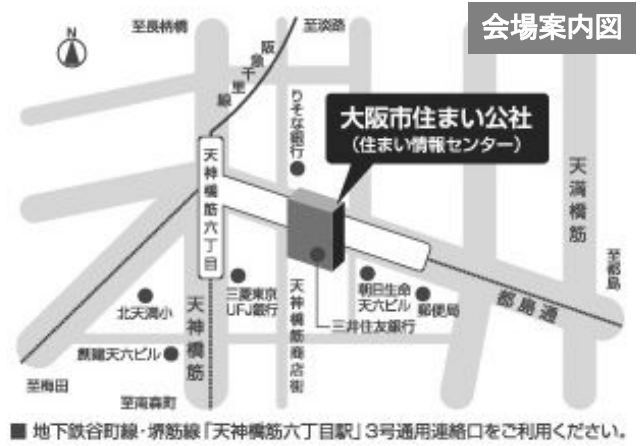 会場案内図
N
至長柄橋
至淡路
阪急千里線
りそな銀行
大阪市住まい公社
（住まい情報センター）
天神橋筋六丁目
天満橋筋
至都島
三菱東京
UFJ銀行
北天満小
天神橋筋
天神橋筋商店街
朝日生命
天六ビル
郵便局
都島通
三井住友銀行
創建天六ビル
至梅田
至南森町
■ 地下鉄谷町線・堺筋線「天神橋筋六丁目駅」3号通用連絡口をご利用ください。